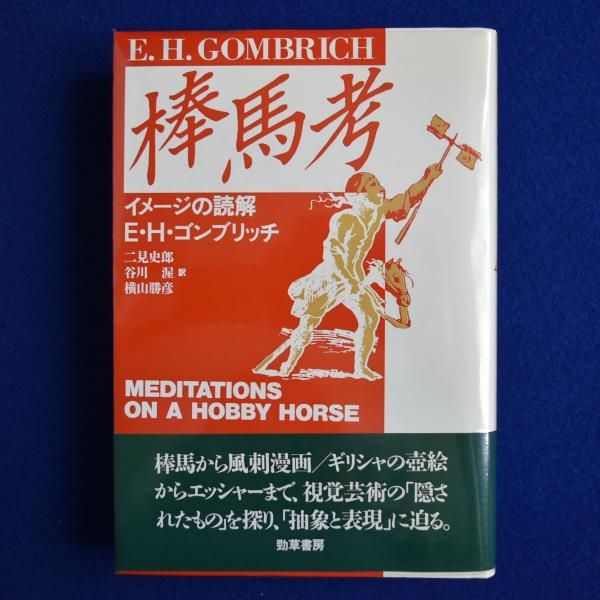 E. H. GOMBRICH
棒馬考
イメージの読解
E・H・ゴンブリッチ
二見史郎
谷川 渥 訳
横山勝彦
MEDITATIONS
ON A HOBBY HORSE
棒馬から風刺漫画/ギリシャの壺絵
からエッシャーまで、視覚芸術の「隠さ
れたもの」を探り、「抽象と表現」に迫る。
勁草書房